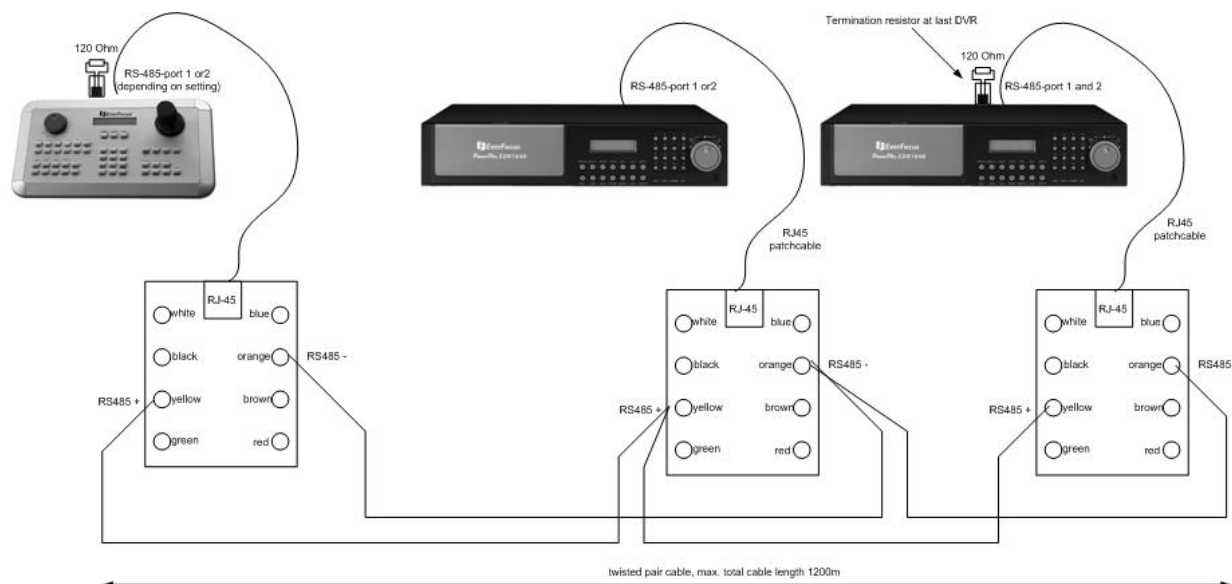 Termination resistor at last DVR
120 Ohm
120 Ohm
RS-485-port 1 or2
(depending on setting)
RS-485-port 1 or2
RS-485-port 1 and 2
EverFocus
EverFocus
RJ45
patchcable
RJ45
patchcable
RJ-45
white
blue
black
orange
RS485 -
RS485 +
yellow
brown
green
red
RJ-45
white
blue
black
orange
RS485 -
RS485 +
yellow
brown
green
red
RJ-45
white
blue
black
orange
RS485
RS485 +
yellow
brown
green
red
twisted pair cable, max. total cable length 1200m